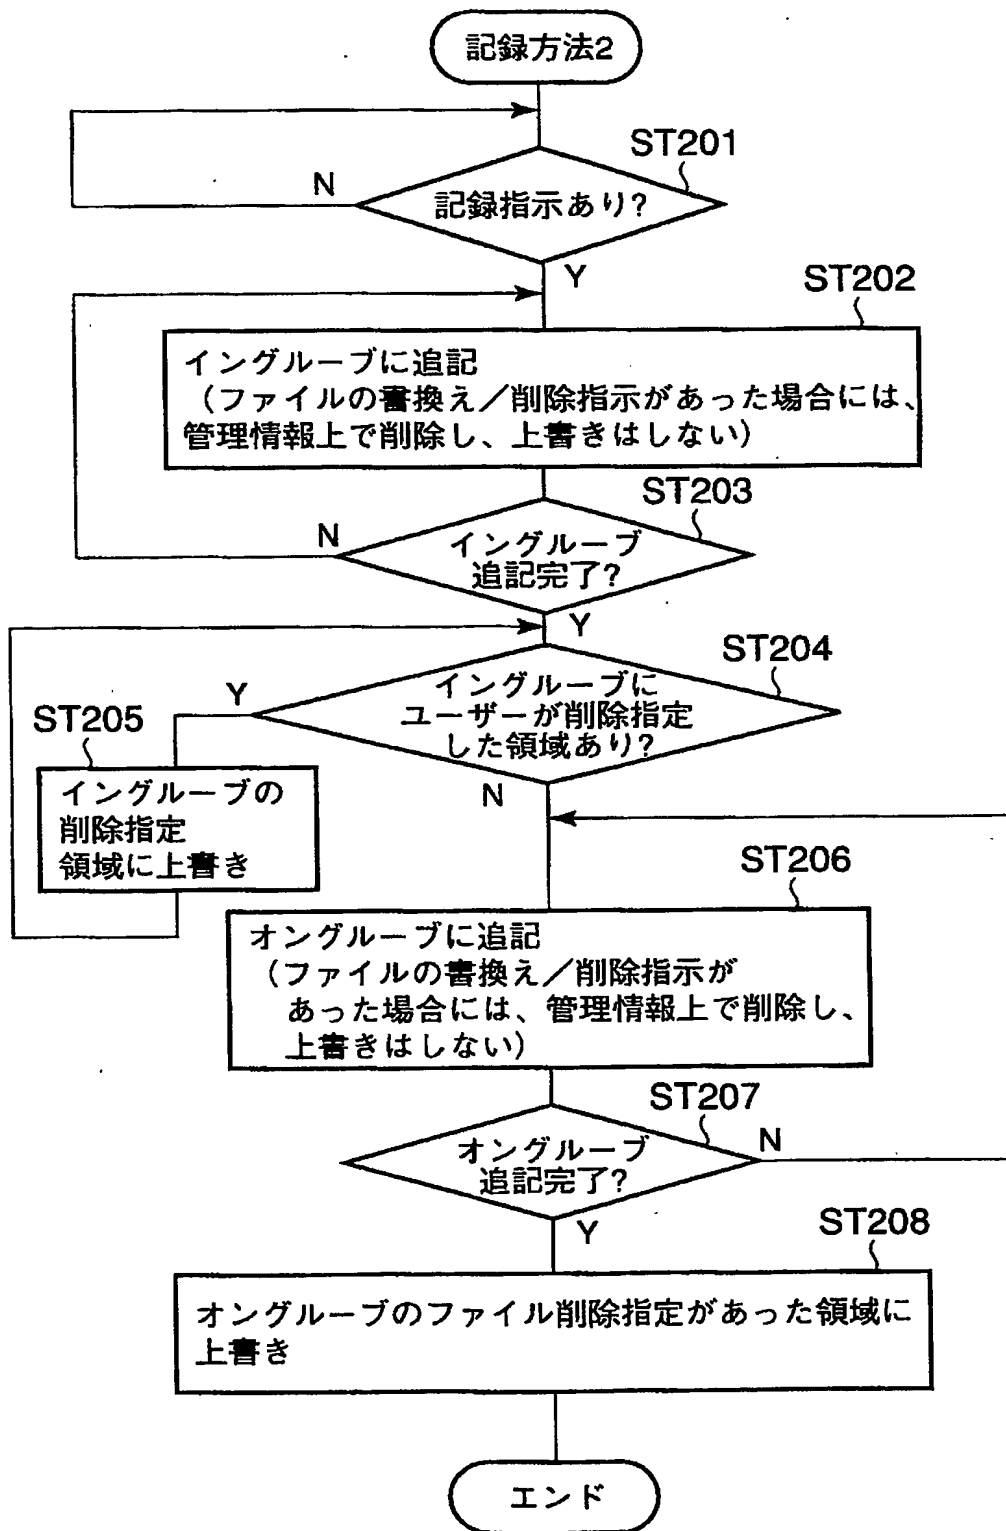 記録方法2
ST201
N
記録指示あり?
Y
ST202
イングルーブに追記
(ファイルの書換え/削除指示があった場合には、
管理情報上で削除し、上書きはしない)
ST203
N
イングルーブ
追記完了?
Y
ST204
Y
イングルーブに
ユーザーが削除指定
した領域あり?
ST205
N
イングルーブの
削除指定
領域に上書き
ST206
オングルーブに追記
(ファイルの書換え/削除指示が
あった場合には、管理情報上で削除し、
上書きはしない)
ST207
N
オングルーブ
追記完了?
Y
ST208
オングルーブのファイル削除指定があった領域に
上書き
エンド